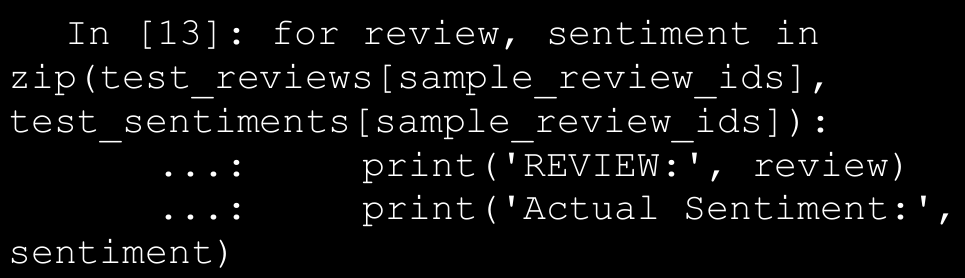 In [13]: for review, sentiment in
zip(test_reviews[sample_review_ids],
test_sentiments[sample_review_ids]):
...:     print('REVIEW:', review)
...:     print('Actual Sentiment:',
sentiment)